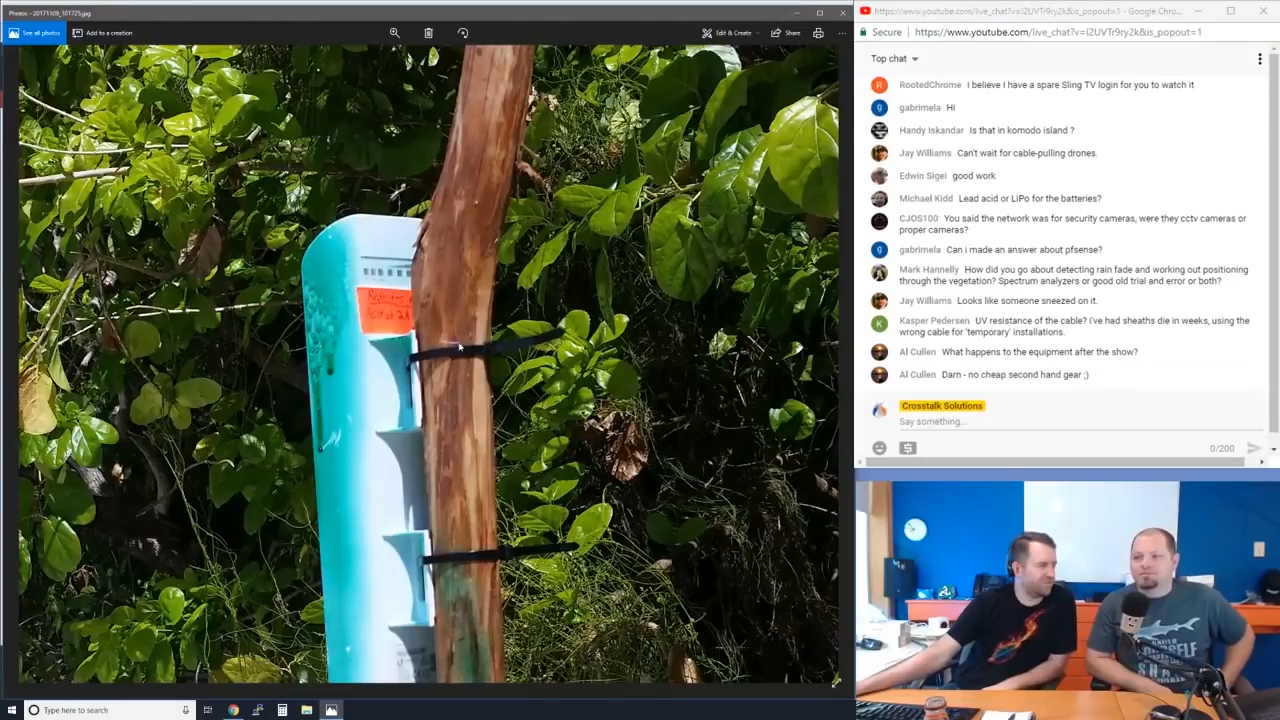 Photos - 20171109_101725.jpg
See all photos
Add to a creation
Edit & Create
Share
https://www.youtube.com/live_chat?v=I2UVTr9ry2k&is_popout=1 - Google Chro...
Secure
https://www.youtube.com/live_chat?v=I2UVTr9ry2k&is_popout=1
Top chat
R
RootedChrome I believe I have a spare Sling TV login for you to watch it
g
gabrimela Hi
Handy Iskandar Is that in komodo island ?
Jay Williams Can't wait for cable-pulling drones.
Edwin Sigei good work
Michael Kidd Lead acid or LiPo for the batteries?
CJOS100 You said the network was for security cameras, were they cctv cameras or
proper cameras?
g
gabrimela Can i made an answer about pfsense?
Mark Hannelly How did you go about detecting rain fade and working out positioning
through the vegetation? Spectrum analyzers or good old trial and error or both?
Jay Williams Looks like someone sneezed on it.
K
Kasper Pedersen UV resistance of the cable? I've had sheaths die in weeks, using the
wrong cable for 'temporary' installations.
Al Cullen What happens to the equipment after the show?
Al Cullen Darn - no cheap second hand gear ;)
Crosstalk Solutions
Say something...
0/200
Type here to search